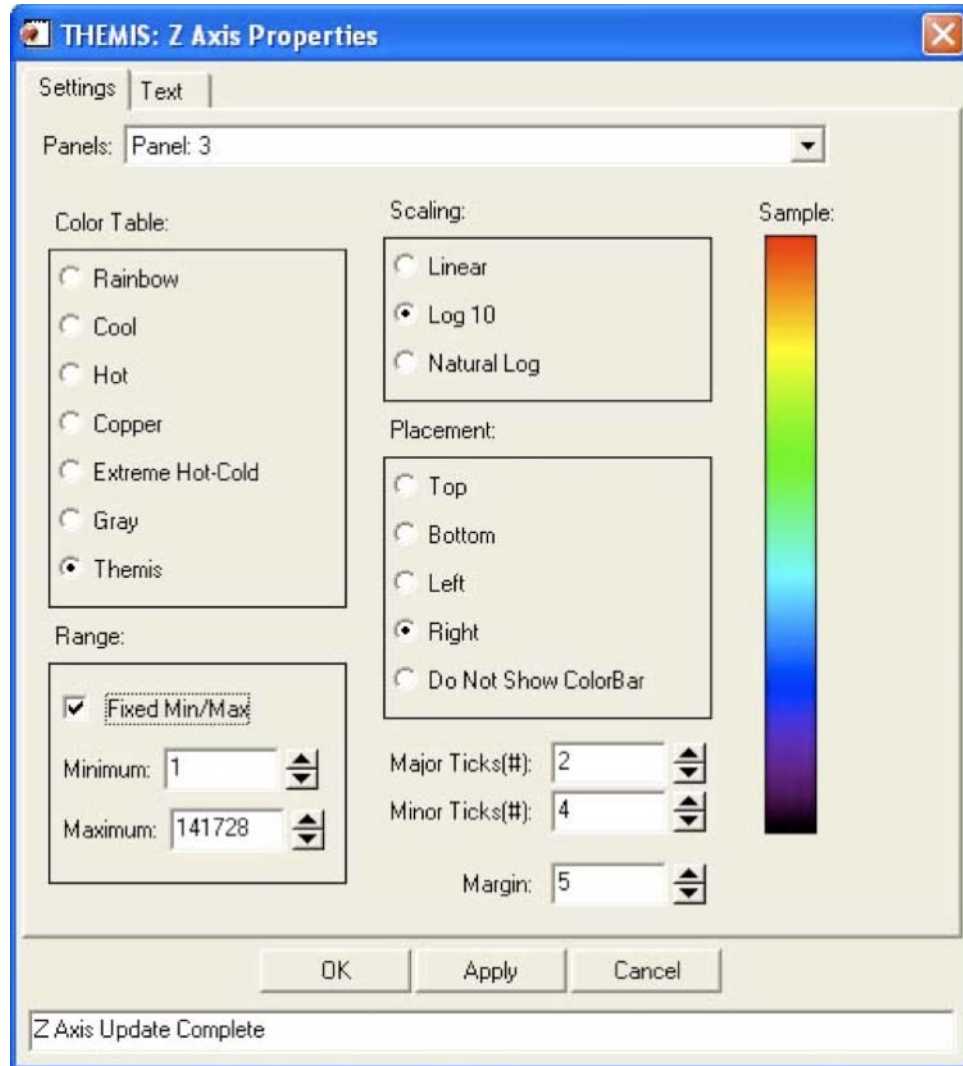 THEMIS: Z Axis Properties
Settings Text
Panels: Panel: 3
Color Table:
Rainbow
Cool
Hot
Copper
Extreme Hot-Cold
Gray
Themis
Range:
Fixed Min/Max
Minimum: 1
Maximum: 141728
Scaling:
Linear
Log 10
Natural Log
Placement:
Top
Bottom
Left
Right
Do Not Show ColorBar
Major Ticks(#): 2
Minor Ticks(#): 4
Margin: 5
Sample:
OK Apply Cancel
Z Axis Update Complete